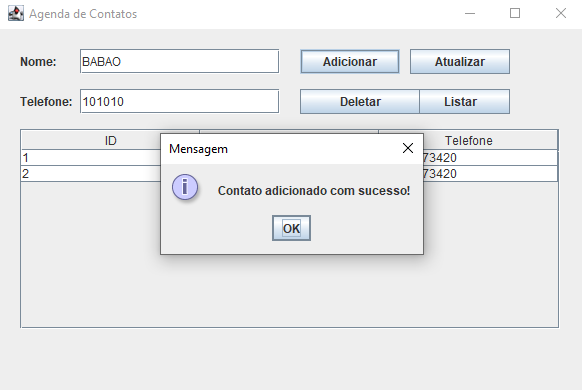 Agenda de Contatos
Nome: BABAO Adicionar Atualizar
Telefone: 101010 Deletar Listar
ID Telefone
Mensagem
1 73420
2 73420
Contato adicionado com sucesso!
OK